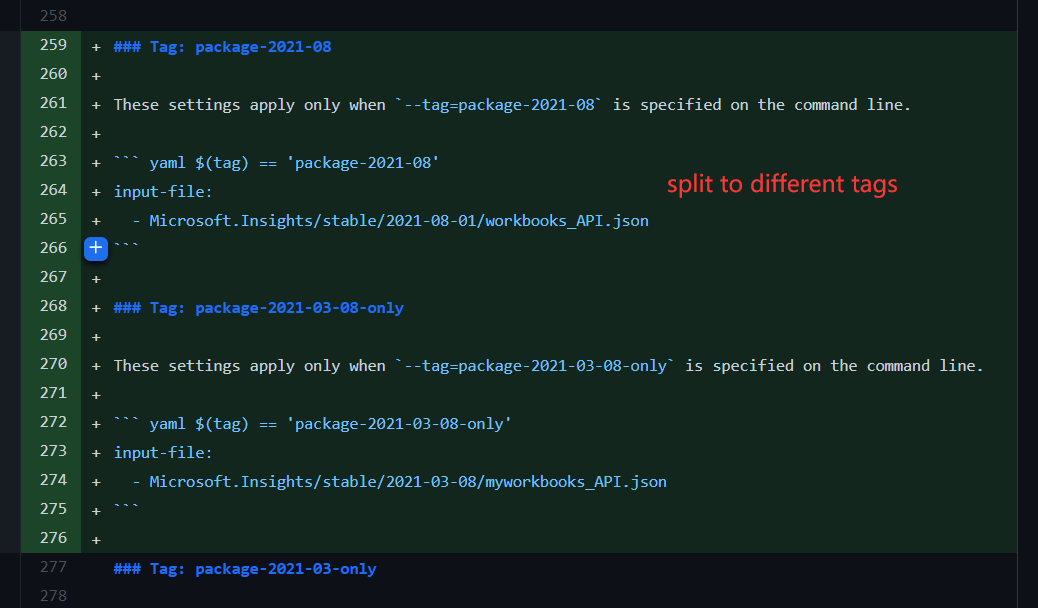 258
259 + ### Tag: package-2021-08
260 +
261 + These settings apply only when `--tag=package-2021-08` is specified on the command line.
262 +
263 + ``` yaml $(tag) == 'package-2021-08'
split to different tags
264 + input-file:
265 +   - Microsoft.Insights/stable/2021-08-01/workbooks_API.json
266 + ```
267 +
268 + ### Tag: package-2021-03-08-only
269 +
270 + These settings apply only when `--tag=package-2021-03-08-only` is specified on the command line.
271 +
272 + ``` yaml $(tag) == 'package-2021-03-08-only'
273 + input-file:
274 +   - Microsoft.Insights/stable/2021-03-08/myworkbooks_API.json
275 + ```
276 +
277 ### Tag: package-2021-03-only
278